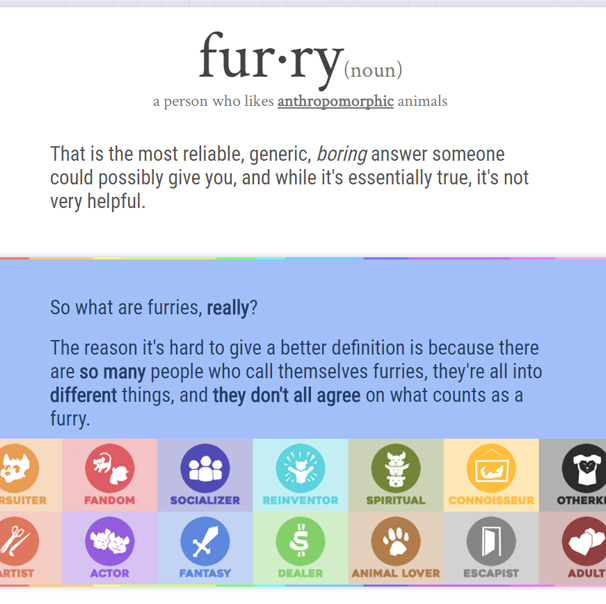 fur·ry(noun)
a person who likes anthropomorphic animals
That is the most reliable, generic, boring answer someone
could possibly give you, and while it's essentially true, it's not
very helpful.
So what are furries, really?
The reason it's hard to give a better definition is because there
are so many people who call themselves furries, they're all into
different things, and they don't all agree on what counts as a
furry.
RSUITER FANDOM SOCIALIZER REINVENTOR SPIRITUAL CONNOISSEUR OTHERKI
ARTIST ACTOR FANTASY DEALER ANIMAL LOVER ESCAPIST ADULT